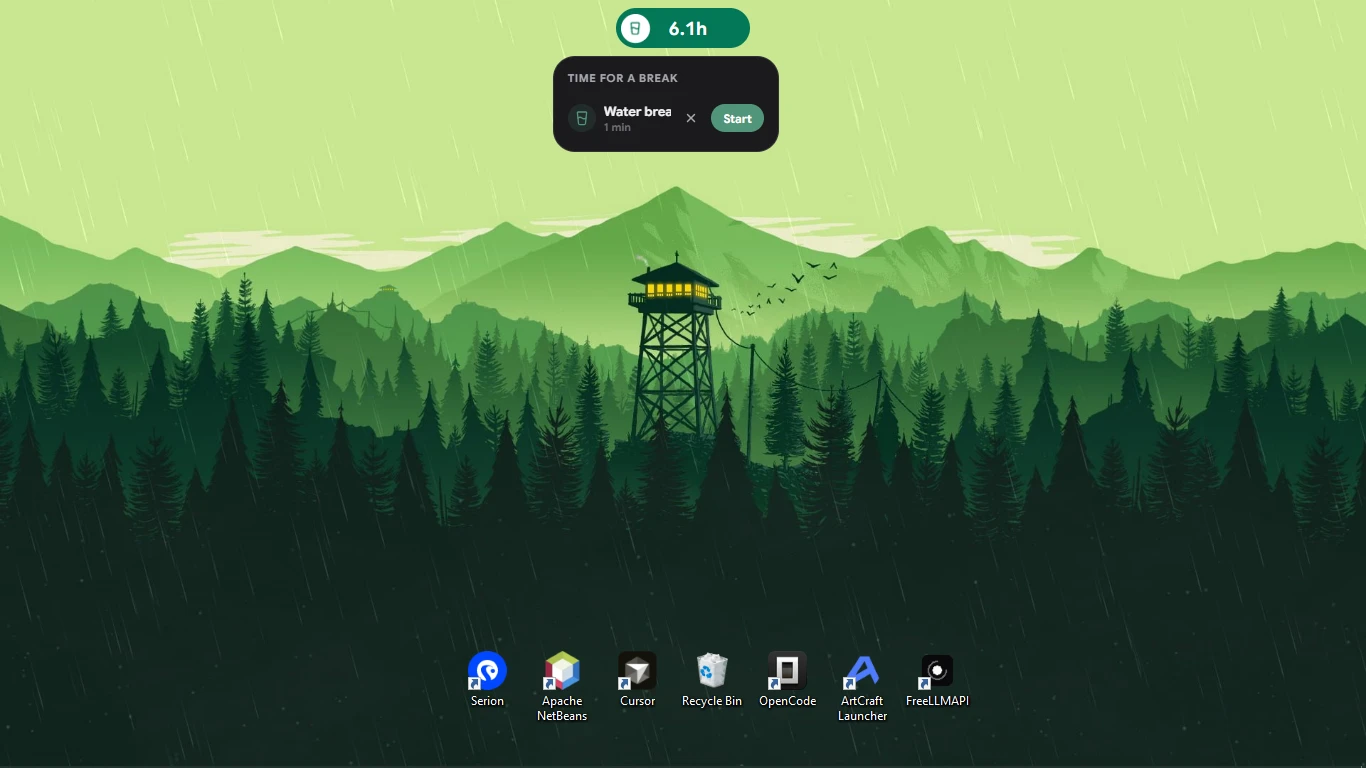 6.1h
TIME FOR A BREAK
Water brea
1 min
Start
Serion
Apache
NetBeans
Cursor
Recycle Bin
OpenCode
ArtCraft
Launcher
FreeLLMAPI